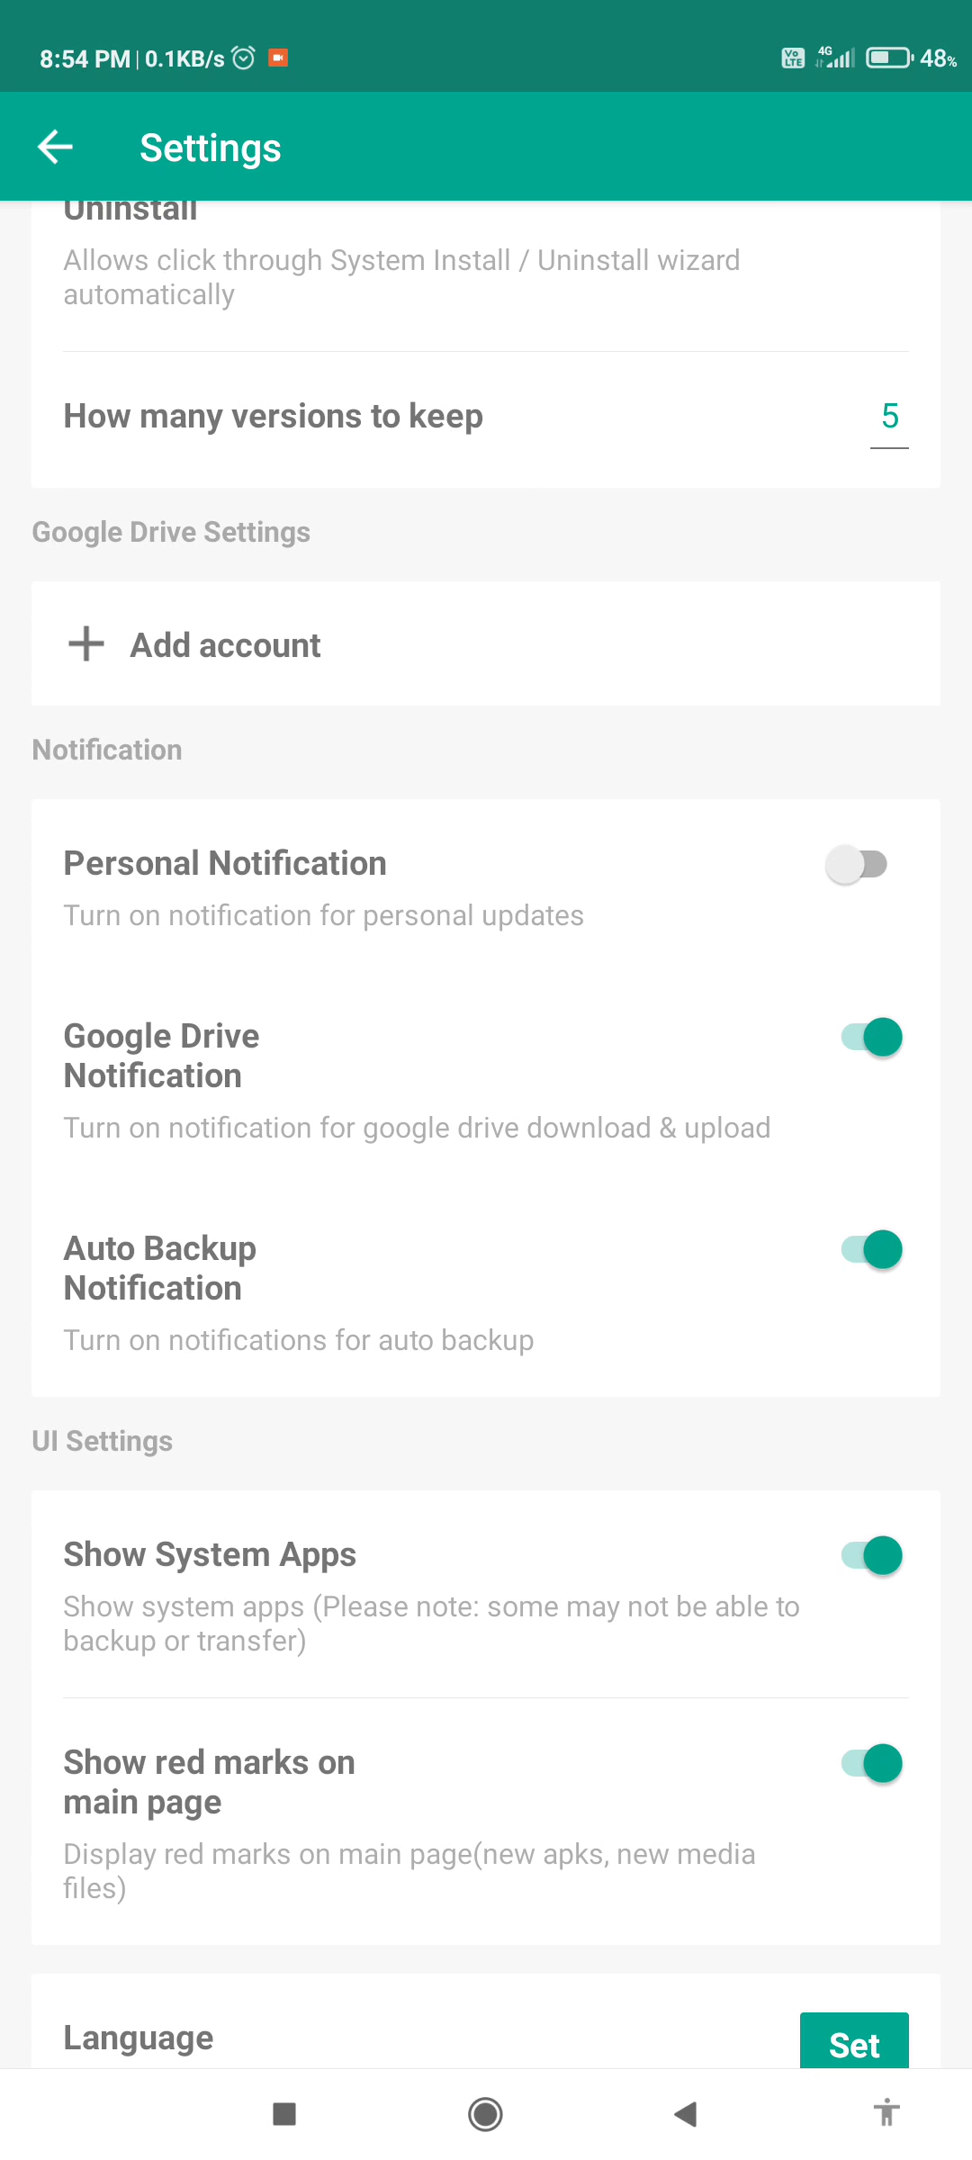 8:54 PM | 0.1KB/s Vo LTE 4G 48%
Settings
Uninstall
Allows click through System Install / Uninstall wizard
automatically
How many versions to keep 5
Google Drive Settings
Add account
Notification
Personal Notification
Turn on notification for personal updates
Google Drive
Notification
Turn on notification for google drive download & upload
Auto Backup
Notification
Turn on notifications for auto backup
UI Settings
Show System Apps
Show system apps (Please note: some may not be able to
backup or transfer)
Show red marks on
main page
Display red marks on main page(new apks, new media
files)
Language Set